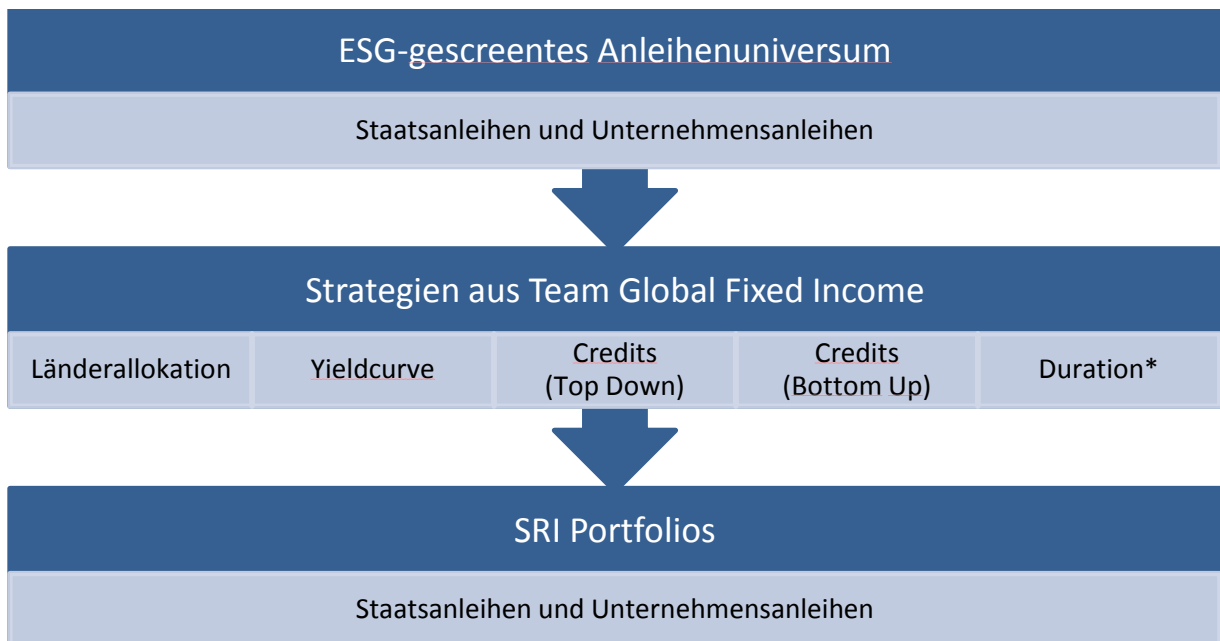 ESG-gescreentes Anleihenuniversum
Staatsanleihen und Unternehmensanleihen
Strategien aus Team Global Fixed Income
Länderallokation
Yieldcurve
Credits
(Top Down)
Credits
(Bottom Up)
Duration*
SRI Portfolios
Staatsanleihen und Unternehmensanleihen